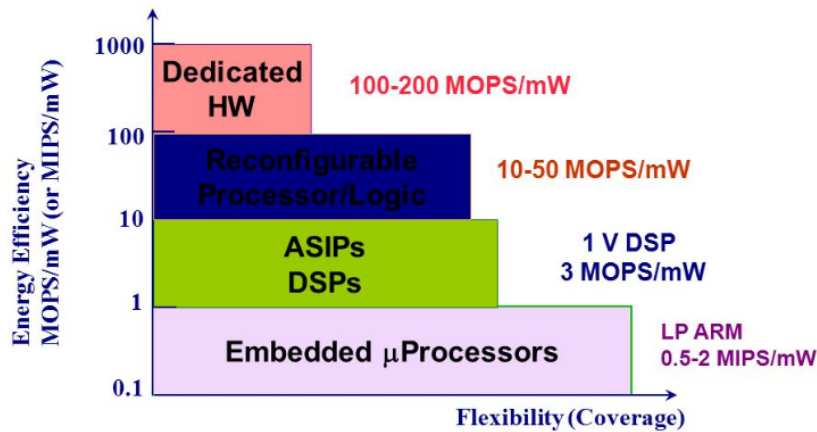 Energy Efficiency
MOPS/mW (or MIPS/mW)
1000
100
10
1
0.1
Dedicated
HW
100-200 MOPS/mW
Reconfigurable
Processor/Logic
10-50 MOPS/mW
ASIPs
DSPs
1 V DSP
3 MOPS/mW
Embedded μProcessors
LP ARM
0.5-2 MIPS/mW
Flexibility (Coverage)